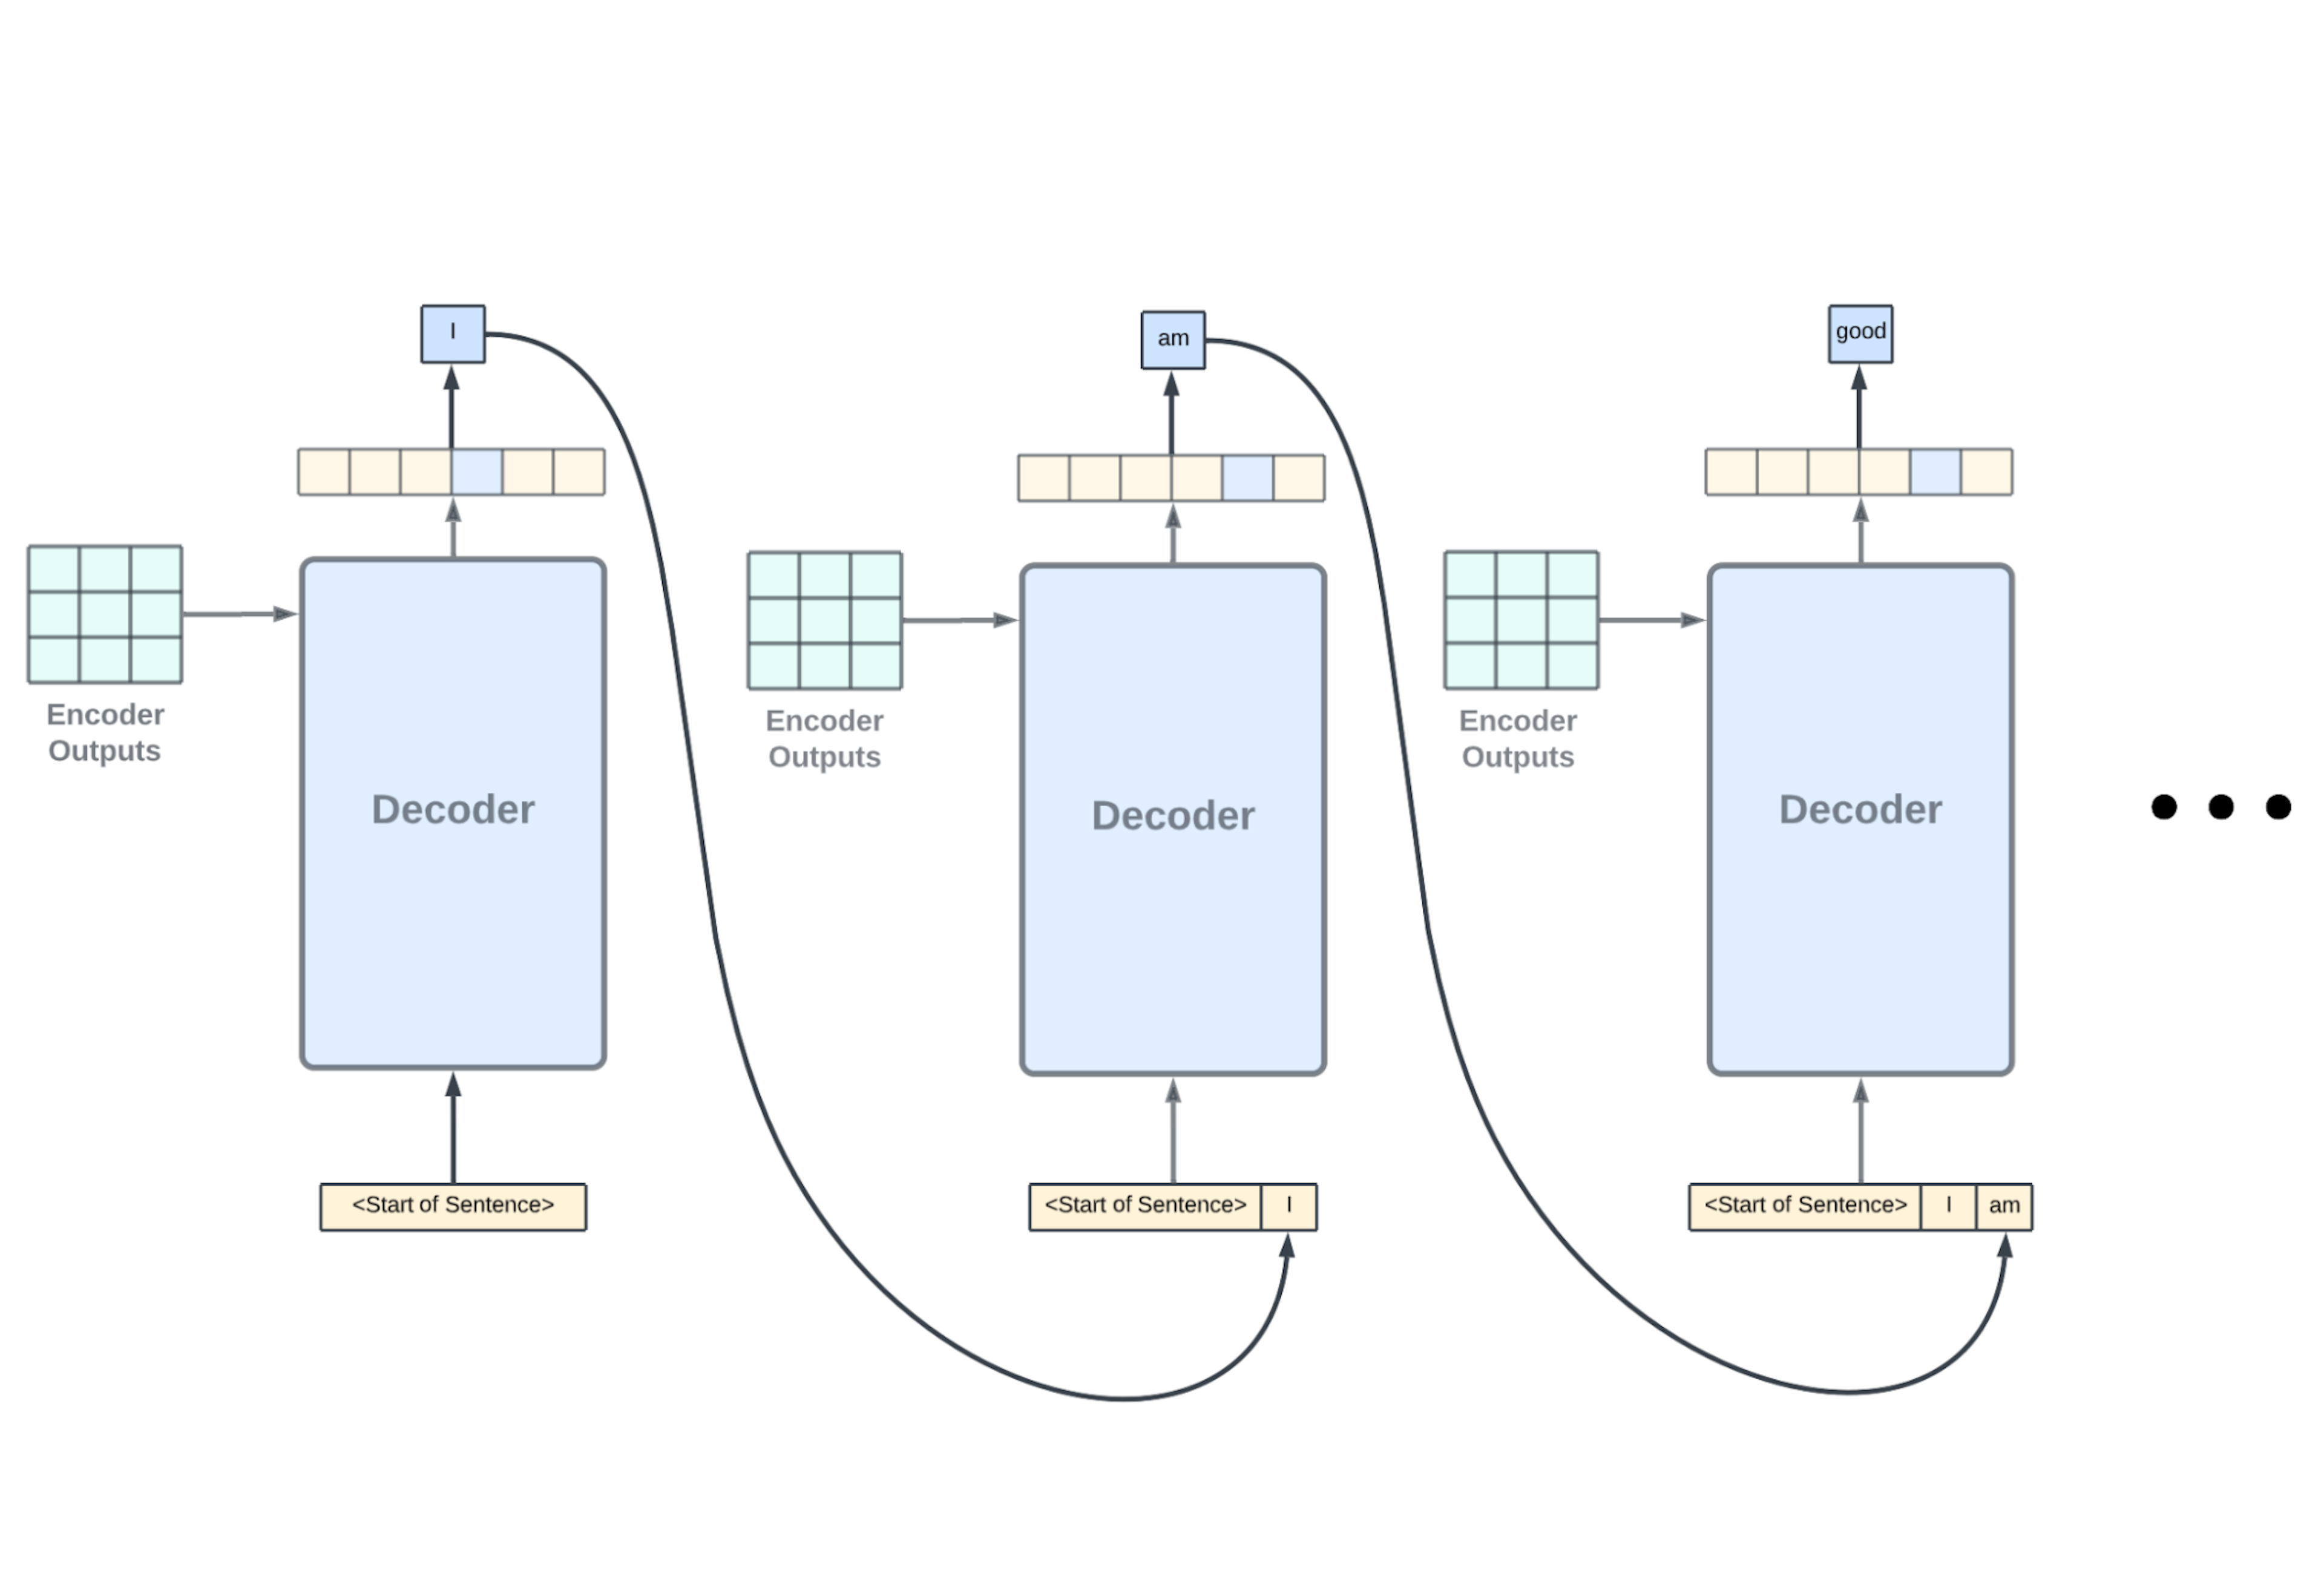 I
am
good
Encoder
Outputs
Encoder
Outputs
Encoder
Outputs
Decoder
Decoder
Decoder
<Start of Sentence>
<Start of Sentence> I
<Start of Sentence> I am